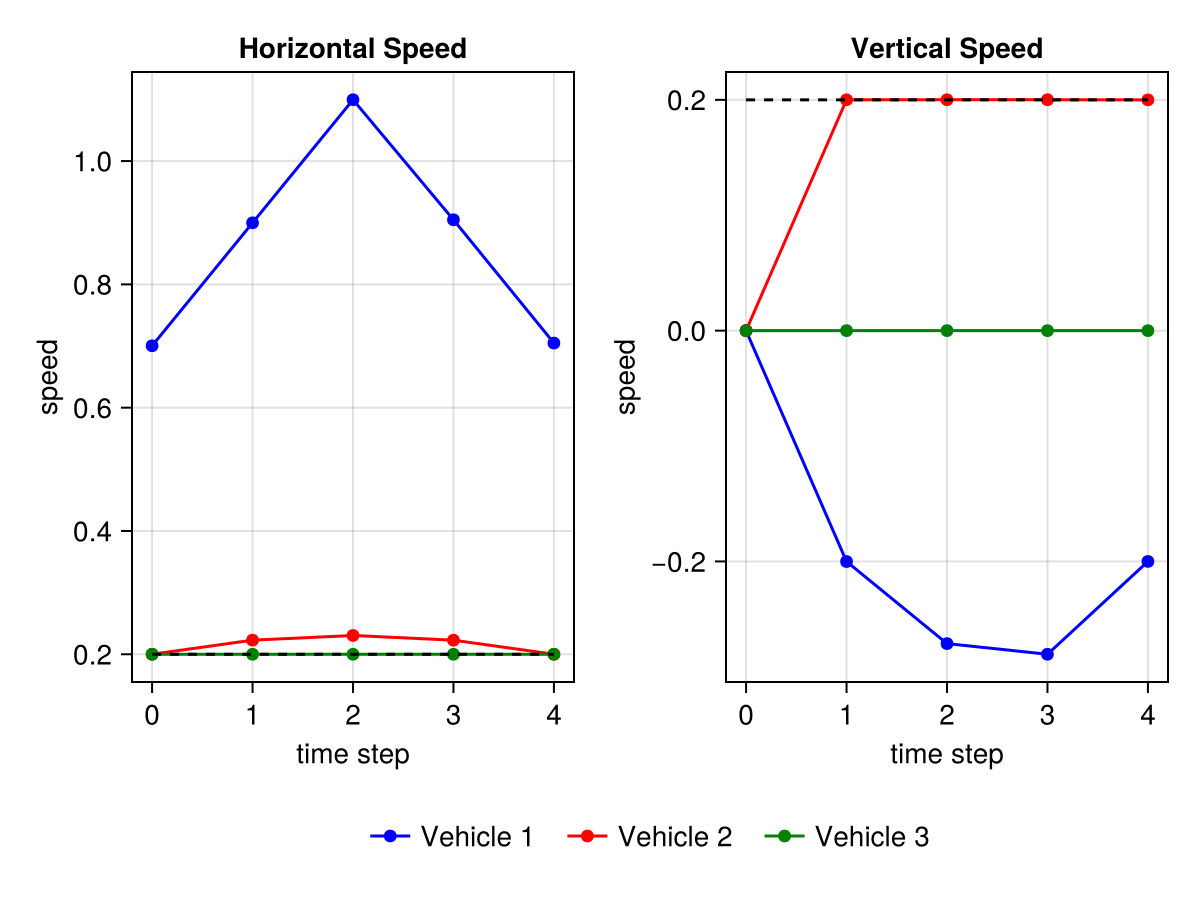 Horizontal Speed
speed
1.0
0.8
0.6
0.4
0.2
0 1 2 3 4
time step
Vertical Speed
speed
0.2
0.0
−0.2
0 1 2 3 4
time step
Vehicle 1 Vehicle 2 Vehicle 3